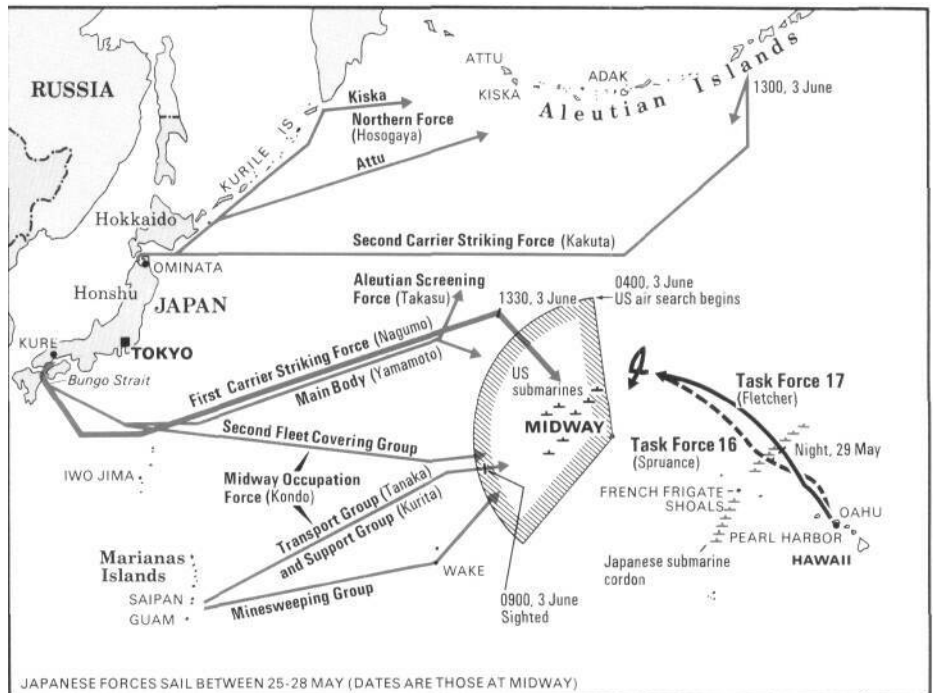 RUSSIA
ATTU
KISKA
ADAK
Aleutian Islands
1300, 3 June
Kiska
Northern Force
(Hosogaya)
Attu
KURILE IS
Hokkaido
Second Carrier Striking Force (Kakuta)
OMINATA
Honshu
JAPAN
Aleutian Screening
Force (Takasu)
1330, 3 June
0400, 3 June
US air search begins
KURE
TOKYO
Bungo Strait
First Carrier Striking Force (Nagumo)
Main Body (Yamamoto)
US
submarines
MIDWAY
Task Force 17
(Fletcher)
Task Force 16
(Spruance)
Night, 29 May
Second Fleet Covering Group
IWO JIMA
Midway Occupation
Force (Kondo)
Transport Group (Tanaka)
and Support Group (Kurita)
FRENCH FRIGATE
SHOALS
OAHU
PEARL HARBOR
HAWAII
Japanese submarine
cordon
Marianas
Islands
SAIPAN
GUAM
Minesweeping Group
WAKE
0900, 3 June
Sighted
JAPANESE FORCES SAIL BETWEEN 25-28 MAY (DATES ARE THOSE AT MIDWAY)